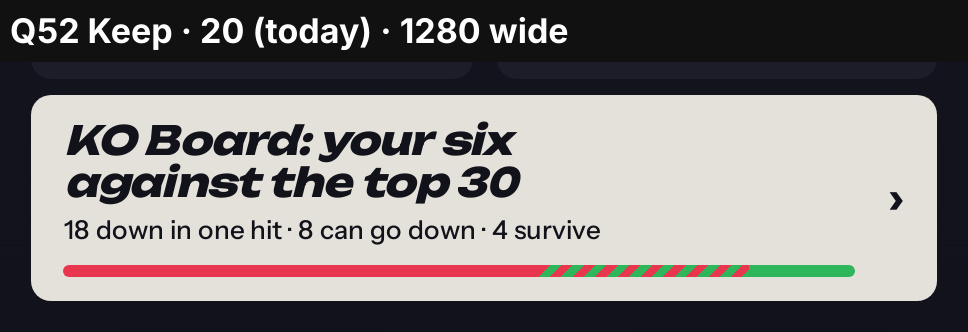 Q52 Keep · 20 (today) · 1280 wide
KO Board: your six
against the top 30
18 down in one hit · 8 can go down · 4 survive
›